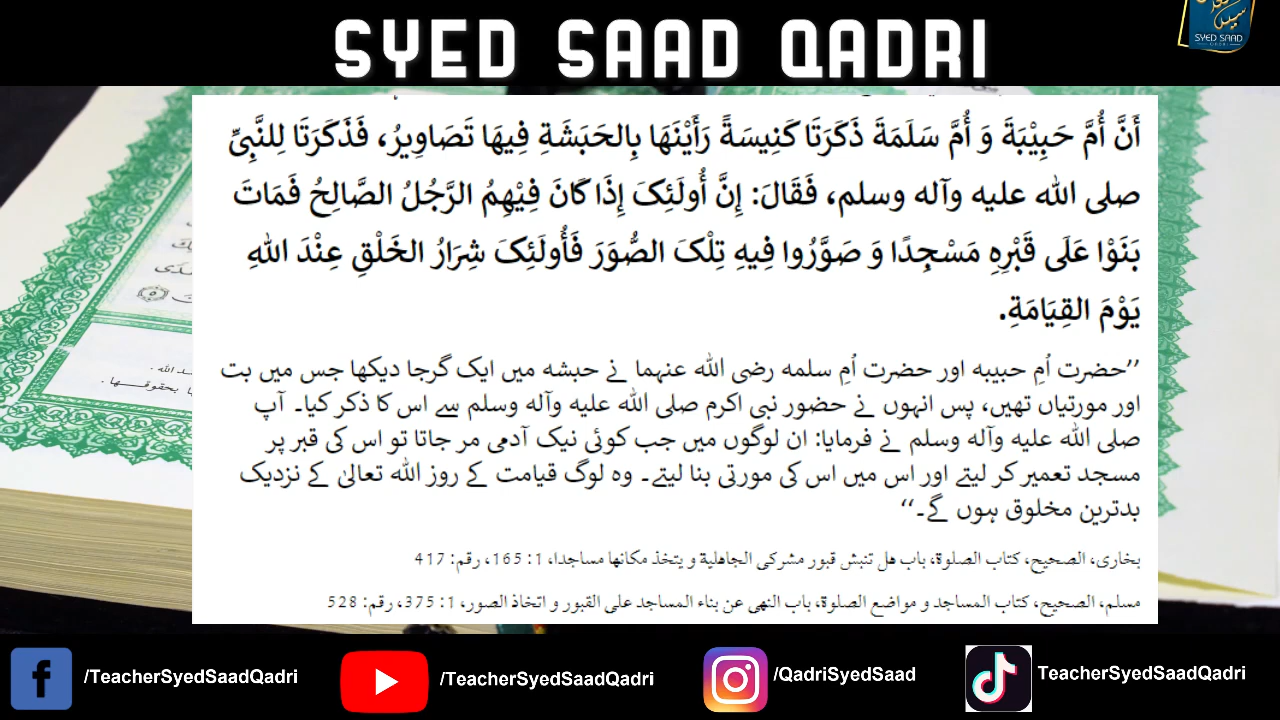 SYED SAAD QADRI
SYED SAAD
QADRI
أَنَّ أُمَّ حَبِيْبَةَ وَ أُمَّ سَلَمَةَ ذَکَرَتَا کَنِيسَةً رَأَيْنَهَا بِالحَبَشَةِ فِيهَا تَصَاوِيرُ، فَذَکَرَتَا لِلنَّبِیِّ
صلی الله عليه وآله وسلم، فَقَالَ: إِنَّ أُولَئِکَ إِذَا کَانَ فِيْهِمُ الرَّجُلُ الصَّالِحُ فَمَاتَ
بَنَوْا عَلَی قَبْرِهِ مَسْجِدًا وَ صَوَّرُوا فِيهِ تِلْکَ الصُّوَرَ فَأُولَئِکَ شِرَارُ الخَلْقِ عِنْدَ اللهِ
يَوْمَ القِيَامَةِ.
’’حضرت اُمِ حبیبہ اور حضرت اُمِ سلمہ رضی اللہ عنہما نے حبشہ میں ایک گرجا دیکھا جس میں بت
اور مورتیاں تھیں، پس انہوں نے حضور نبی اکرم صلی اللہ علیہ وآلہ وسلم سے اس کا ذکر کیا۔ آپ
صلی اللہ علیہ وآلہ وسلم نے فرمایا: ان لوگوں میں جب کوئی نیک آدمی مر جاتا تو اس کی قبر پر
مسجد تعمیر کر لیتے اور اس میں اس کی مورتی بنا لیتے۔ وہ لوگ قیامت کے روز اللہ تعالیٰ کے نزدیک
بدترین مخلوق ہوں گے۔‘‘
بخاری، الصحیح، کتاب الصلوة، باب هل تنبش قبور مشرکی الجاهلیة و یتخذ مکانها مساجدا، 1: 165، رقم: 417
مسلم، الصحیح، کتاب المساجد و مواضع الصلوة، باب النهی عن بناء المساجد علی القبور و اتخاذ الصور، 1: 375، رقم: 528
/TeacherSyedSaadQadri
/TeacherSyedSaadQadri
/QadriSyedSaad
TeacherSyedSaadQadri